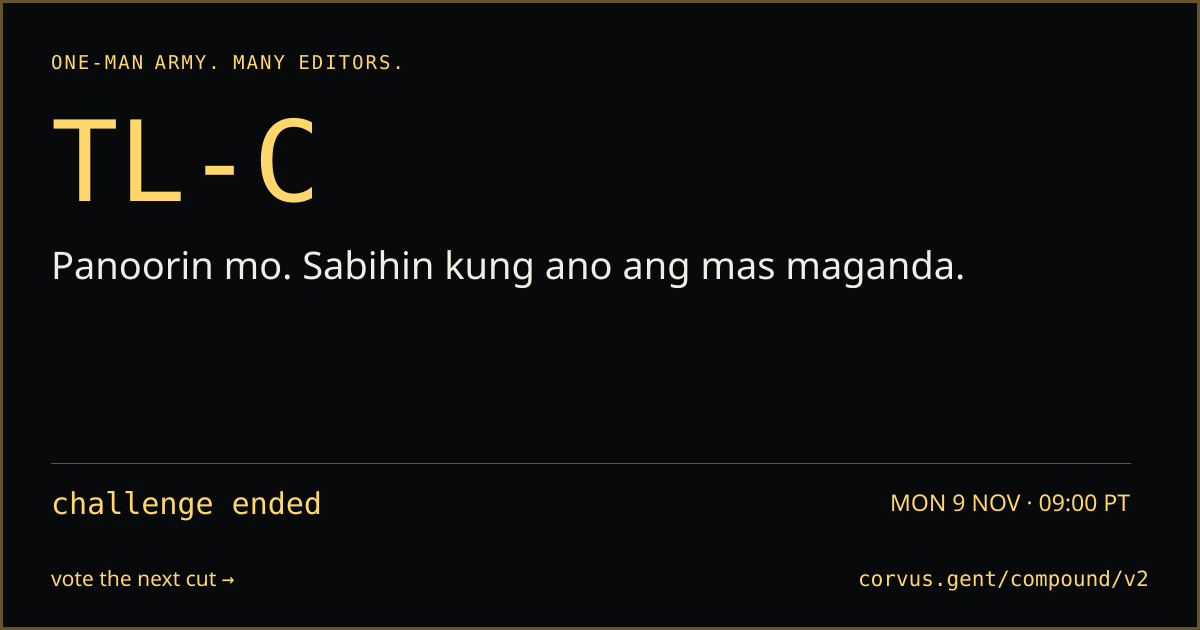 ONE-MAN ARMY. MANY EDITORS.
TL-C
Panoorin mo. Sabihin kung ano ang mas maganda.
challenge ended
MON 9 NOV · 09:00 PT
vote the next cut →
corvus.gent/compound/v2